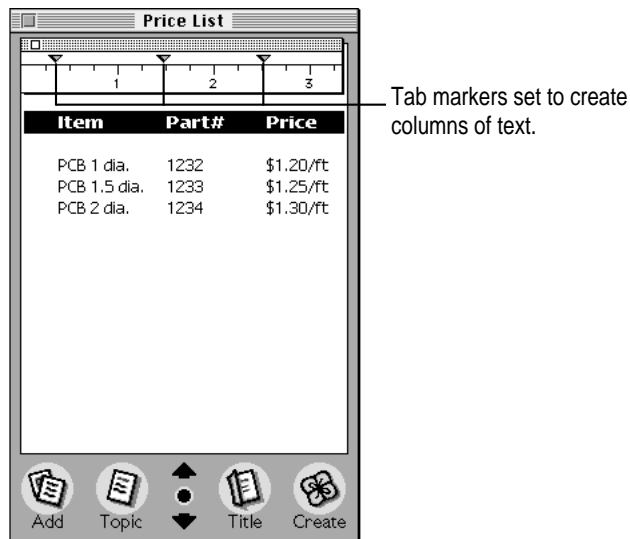 Price List
1 2 3
Tab markers set to create
columns of text.
Item Part# Price
PCB 1 dia. 1232 $1.20/ft
PCB 1.5 dia. 1233 $1.25/ft
PCB 2 dia. 1234 $1.30/ft
Add Topic Title Create